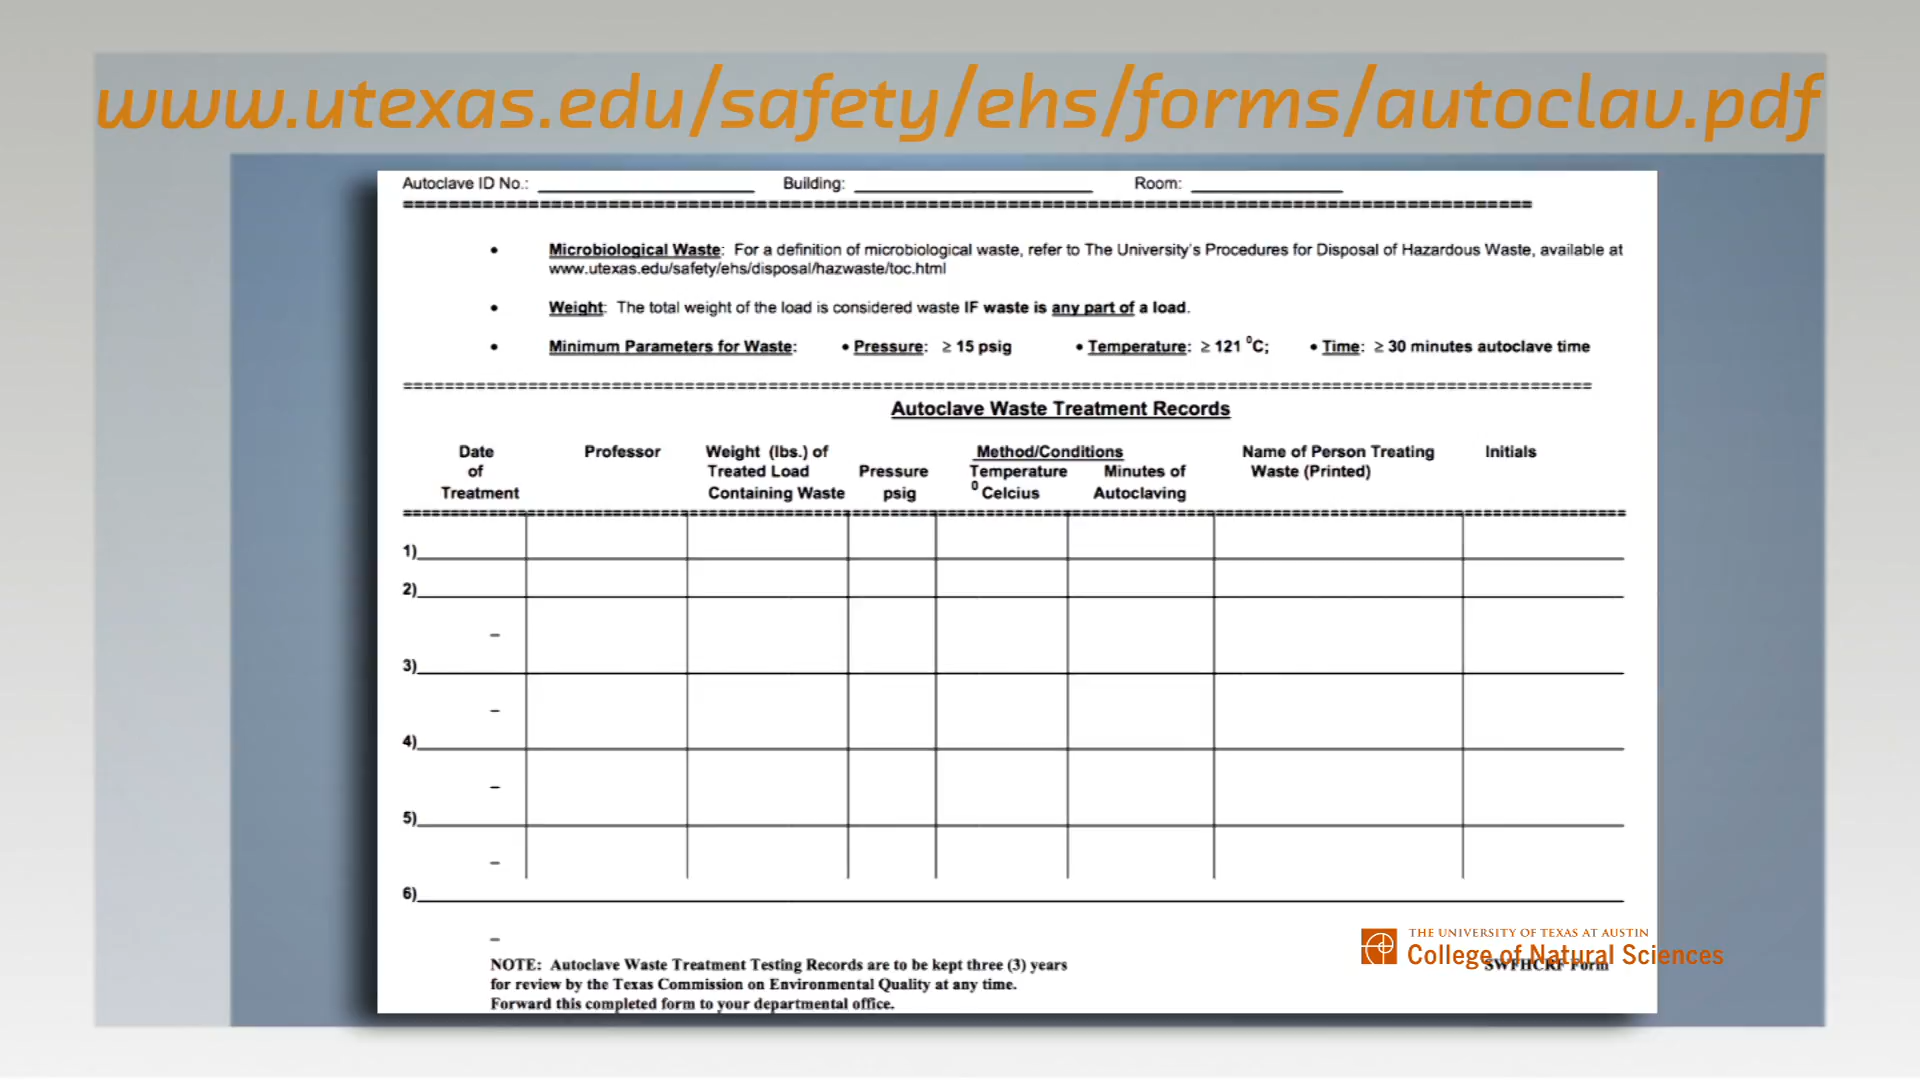 www.utexas.edu/safety/ehs/forms/autoclav.pdf
Autoclave ID No.: ____________ Building: ____________ Room: ____________
• Microbiological Waste: For a definition of microbiological waste, refer to The University's Procedures for Disposal of Hazardous Waste, available at
www.utexas.edu/safety/ehs/disposal/hazwaste/toc.html
• Weight: The total weight of the load is considered waste IF waste is any part of a load.
• Minimum Parameters for Waste: • Pressure: ≥ 15 psig • Temperature: ≥ 121 ⁰C; • Time: ≥ 30 minutes autoclave time
Autoclave Waste Treatment Records
Date Professor Weight (lbs.) of Method/Conditions Name of Person Treating Initials
of Treated Load Pressure Temperature Minutes of Waste (Printed)
Treatment Containing Waste psig ⁰ Celcius Autoclaving
1)
2)
3)
4)
5)
6)
NOTE: Autoclave Waste Treatment Testing Records are to be kept three (3) years
for review by the Texas Commission on Environmental Quality at any time.
Forward this completed form to your departmental office.
SWFHCRF Form
THE UNIVERSITY OF TEXAS AT AUSTIN
College of Natural Sciences